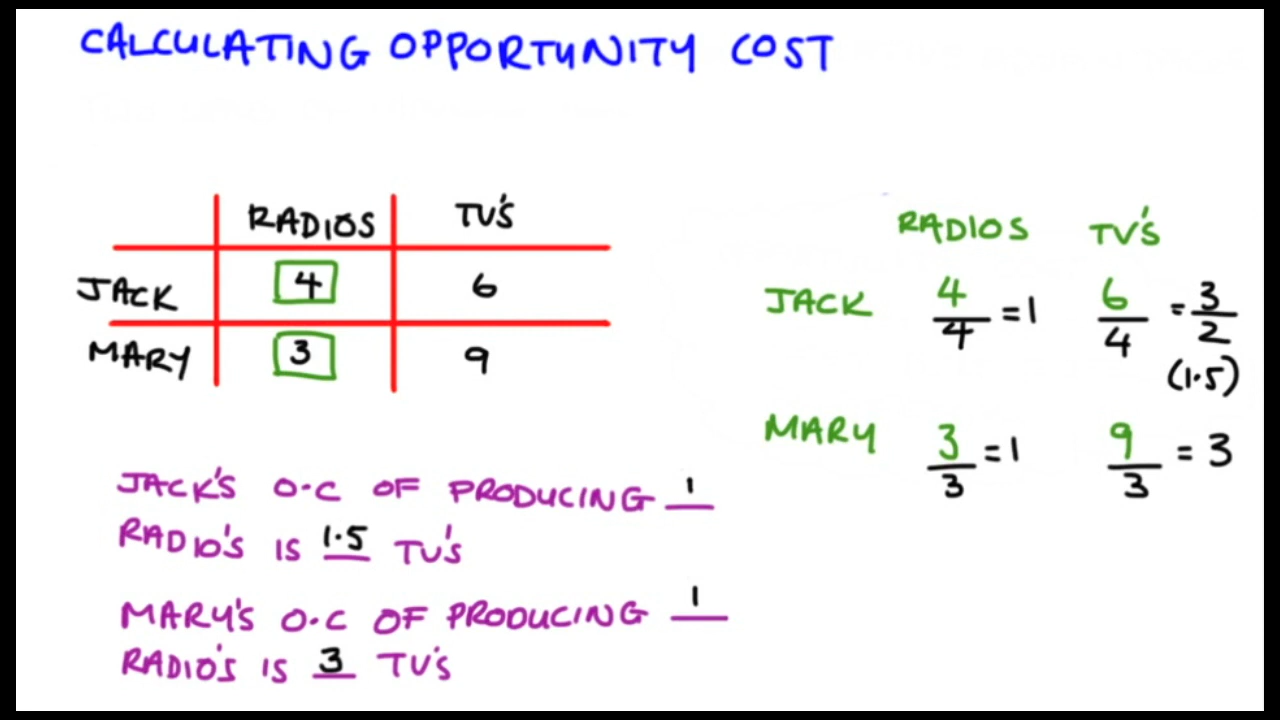 CALCULATING OPPORTUNITY COST
RADIOS TV'S
JACK 4 6
MARY 3 9
RADIOS TV'S
JACK 4/4 = 1 6/4 = 3/2
(1.5)
MARY 3/3 = 1 9/3 = 3
JACK'S O.C OF PRODUCING 1
RADIO'S IS 1.5 TV'S
MARY'S O.C OF PRODUCING 1
RADIO'S IS 3 TV'S